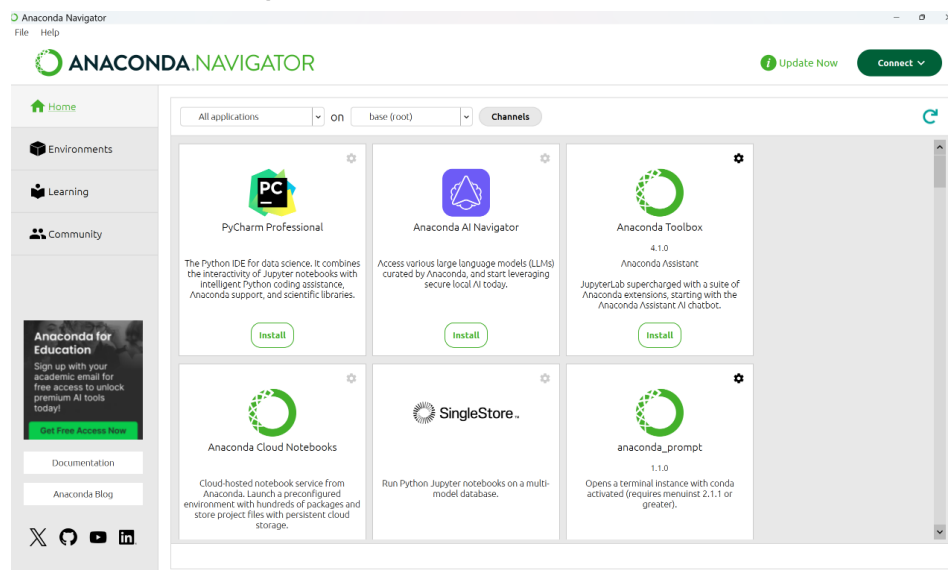 Anaconda Navigator
File Help
ANACONDA.NAVIGATOR
i Update Now
Connect
Home
Environments
Learning
Community
All applications
on
base (root)
Channels
PC
PyCharm Professional
The Python IDE for data science. It combines
the interactivity of Jupyter notebooks with
intelligent Python coding assistance,
Anaconda support, and scientific libraries.
Install
Anaconda AI Navigator
Access various large language models (LLMs)
curated by Anaconda, and start leveraging
secure local AI today.
Install
Anaconda Toolbox
4.1.0
Anaconda Assistant
JupyterLab supercharged with a suite of
Anaconda extensions, starting with the
Anaconda Assistant AI chatbot.
Install
Anaconda Cloud Notebooks
Cloud-hosted notebook service from
Anaconda. Launch a preconfigured
environment with hundreds of packages and
store project files with persistent cloud
storage.
SingleStore™
Run Python Jupyter notebooks on a multi-
model database.
anaconda_prompt
1.1.0
Opens a terminal instance with conda
activated (requires menuinst 2.1.1 or
greater).
Anaconda for
Education
Sign up with your
academic email for
free access to unlock
premium AI tools
today!
Get Free Access Now
Documentation
Anaconda Blog
X
in